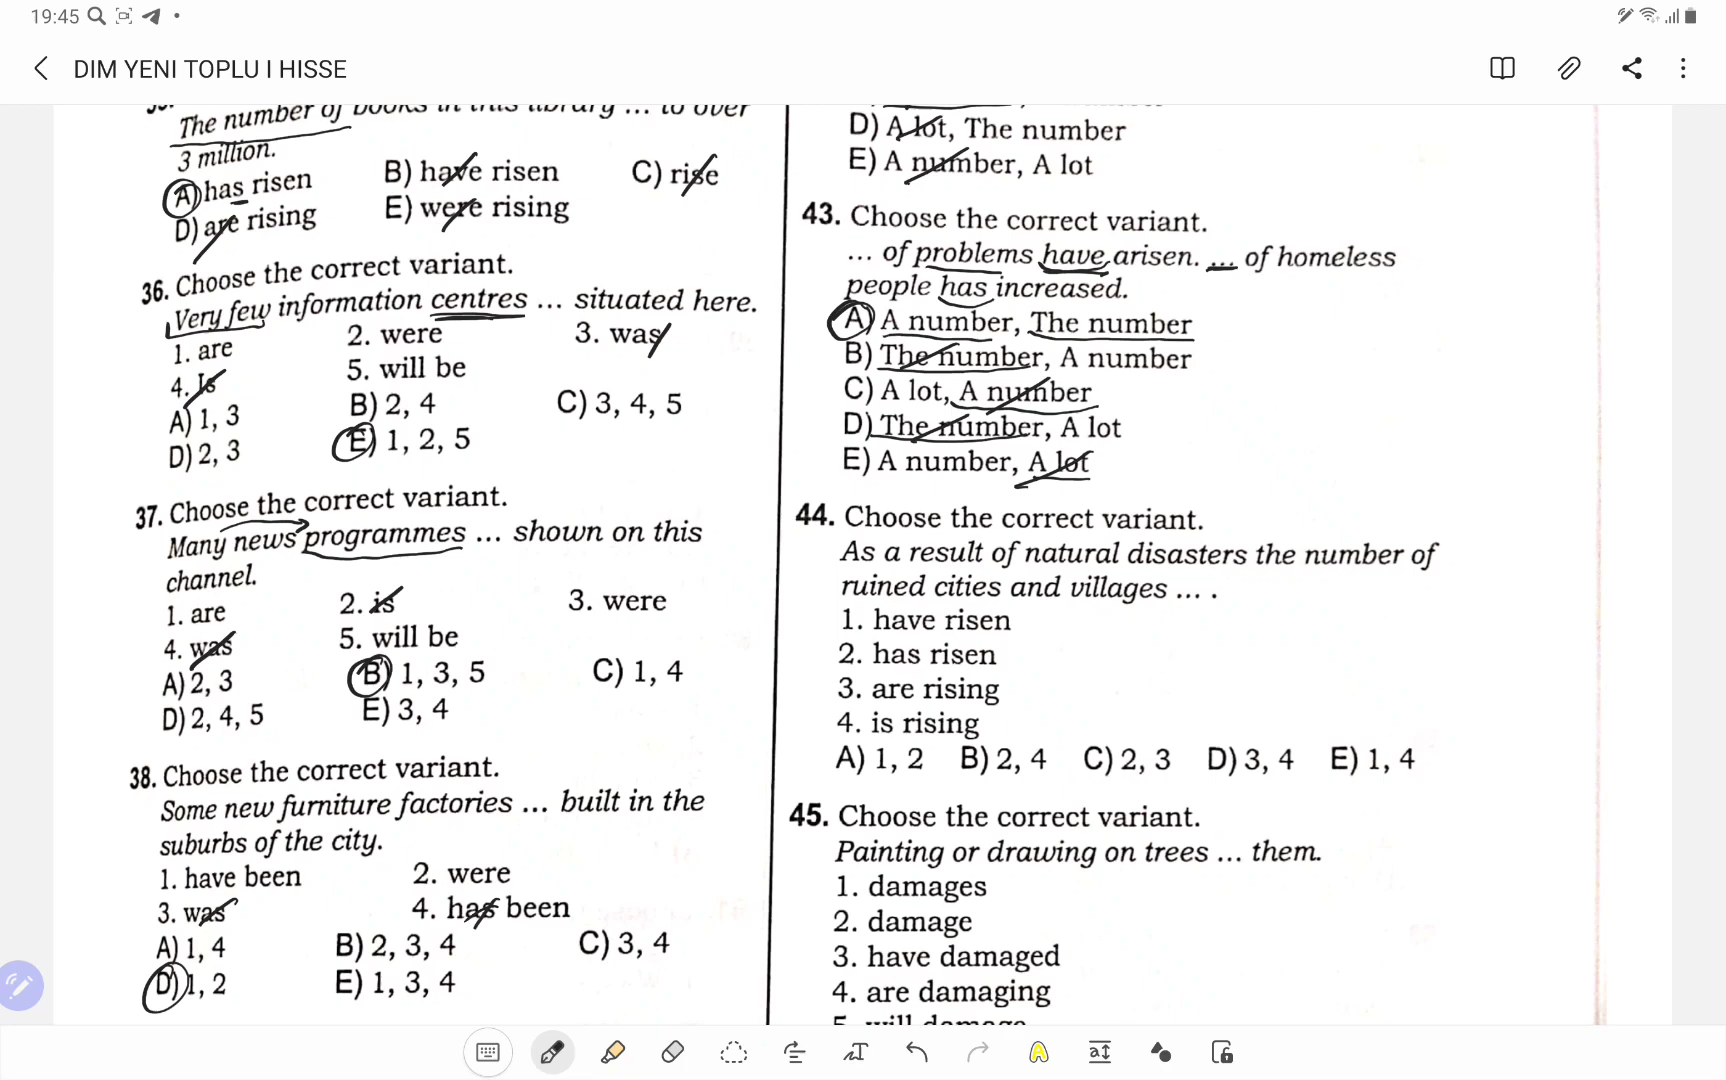 19:45
DIM YENI TOPLU I HISSE
The number of books in this library ... to over
3 million.
A) has risen B) have risen C) rise
D) are rising E) were rising
36. Choose the correct variant.
Very few information centres ... situated here.
1. are 2. were 3. was
4. Is 5. will be
A) 1, 3 B) 2, 4 C) 3, 4, 5
D) 2, 3 E) 1, 2, 5
37. Choose the correct variant.
Many news programmes ... shown on this
channel.
1. are 2. is 3. were
4. was 5. will be
A) 2, 3 B) 1, 3, 5 C) 1, 4
D) 2, 4, 5 E) 3, 4
38. Choose the correct variant.
Some new furniture factories ... built in the
suburbs of the city.
1. have been 2. were
3. was 4. has been
A) 1, 4 B) 2, 3, 4 C) 3, 4
D) 1, 2 E) 1, 3, 4
D) A lot, The number
E) A number, A lot
43. Choose the correct variant.
... of problems have arisen. ... of homeless
people has increased.
A) A number, The number
B) The number, A number
C) A lot, A number
D) The number, A lot
E) A number, A lot
44. Choose the correct variant.
As a result of natural disasters the number of
ruined cities and villages ... .
1. have risen
2. has risen
3. are rising
4. is rising
A) 1, 2 B) 2, 4 C) 2, 3 D) 3, 4 E) 1, 4
45. Choose the correct variant.
Painting or drawing on trees ... them.
1. damages
2. damage
3. have damaged
4. are damaging
5. will damage